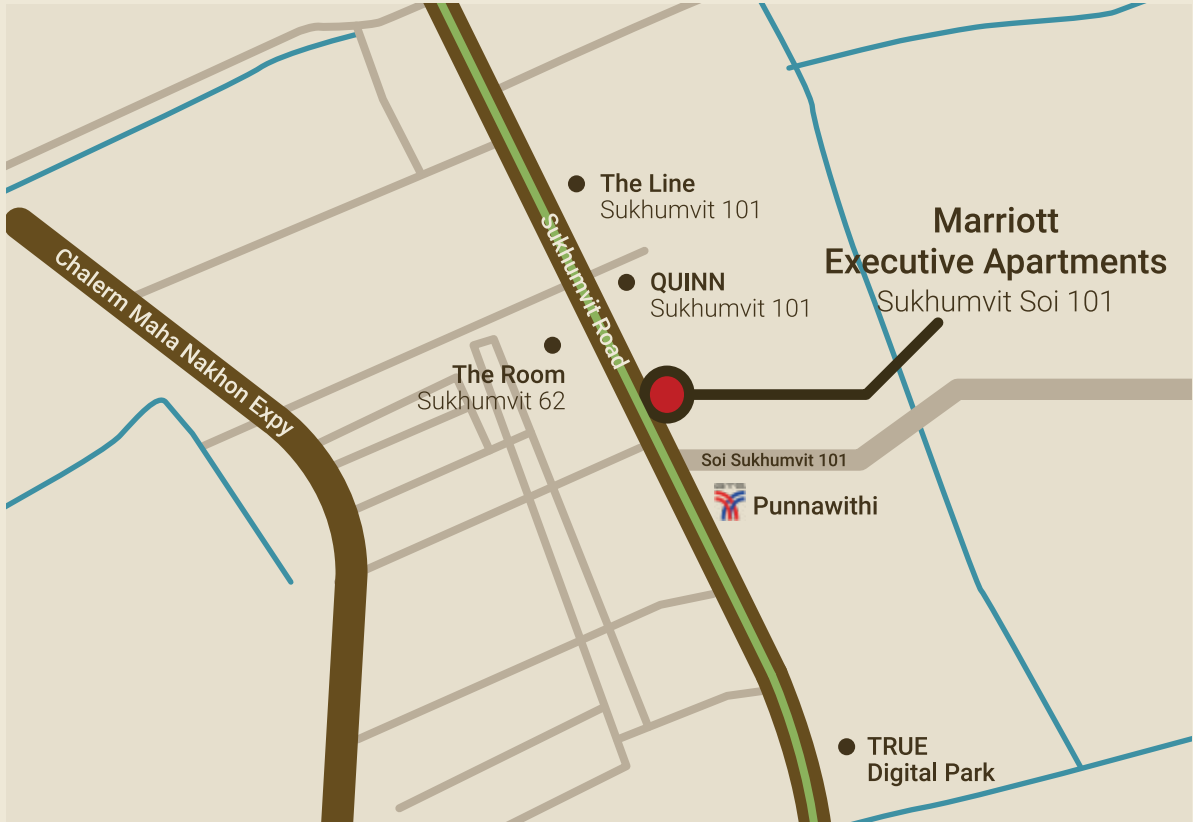 The Line
Sukhumvit 101
Marriott
Executive Apartments
Sukhumvit Soi 101
Sukhumvit Road
Chalerm Maha Nakhon Expy
QUINN
Sukhumvit 101
The Room
Sukhumvit 62
Soi Sukhumvit 101
Punnawithi
TRUE
Digital Park